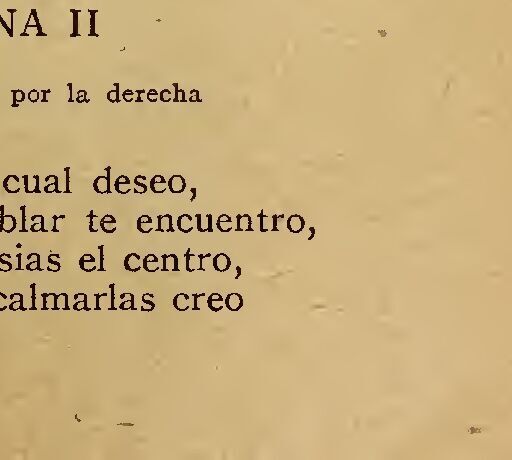 NA II
por la derecha
cual deseo,
blar te encuentro,
sias el centro,
calmarlas creo